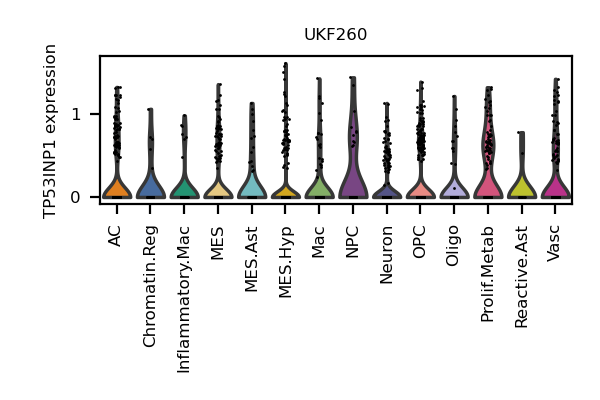 UKF260
TP53INP1 expression
1
0
AC
Chromatin.Reg
Inflammatory.Mac
MES
MES.Ast
MES.Hyp
Mac
NPC
Neuron
OPC
Oligo
Prolif.Metab
Reactive.Ast
Vasc